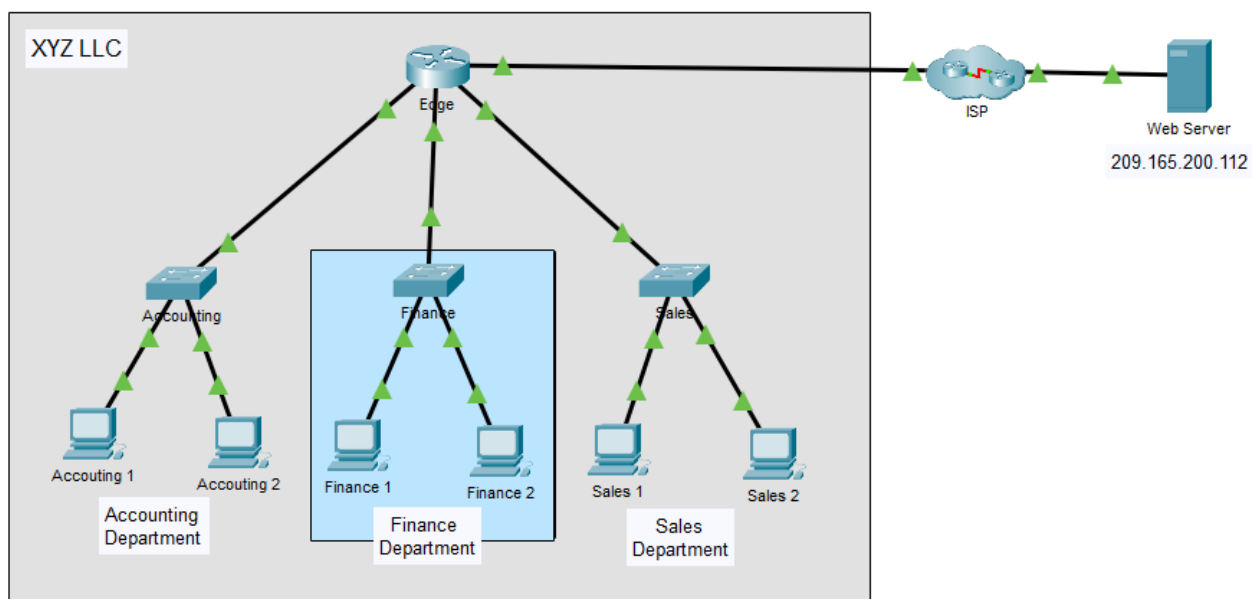 XYZ LLC
Edge
ISP
Web Server
209.165.200.112
Accounting
Finance
Sales
Accouting 1
Accouting 2
Finance 1
Finance 2
Sales 1
Sales 2
Accounting
Department
Finance
Department
Sales
Department